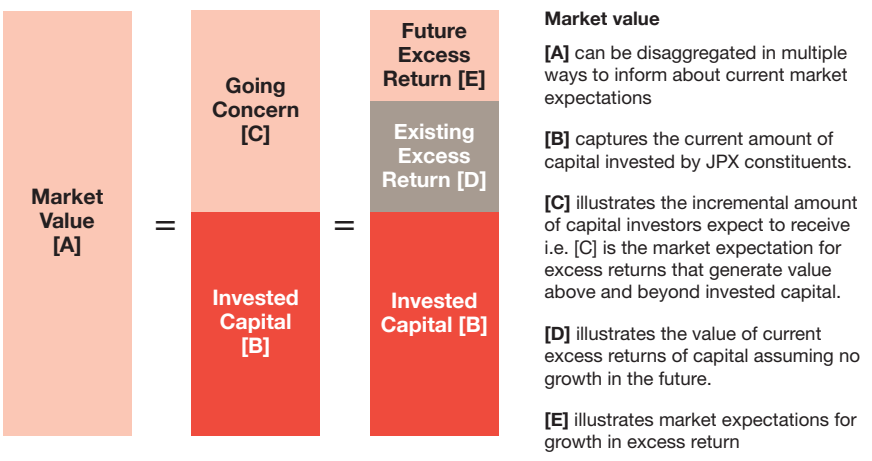 Market
Value
[A]
=
Going
Concern
[C]
Invested
Capital
[B]
=
Future
Excess
Return [E]
Existing
Excess
Return [D]
Invested
Capital [B]
Market value
[A] can be disaggregated in multiple
ways to inform about current market
expectations
[B] captures the current amount of
capital invested by JPX constituents.
[C] illustrates the incremental amount
of capital investors expect to receive
i.e. [C] is the market expectation for
excess returns that generate value
above and beyond invested capital.
[D] illustrates the value of current
excess returns of capital assuming no
growth in the future.
[E] illustrates market expectations for
growth in excess return